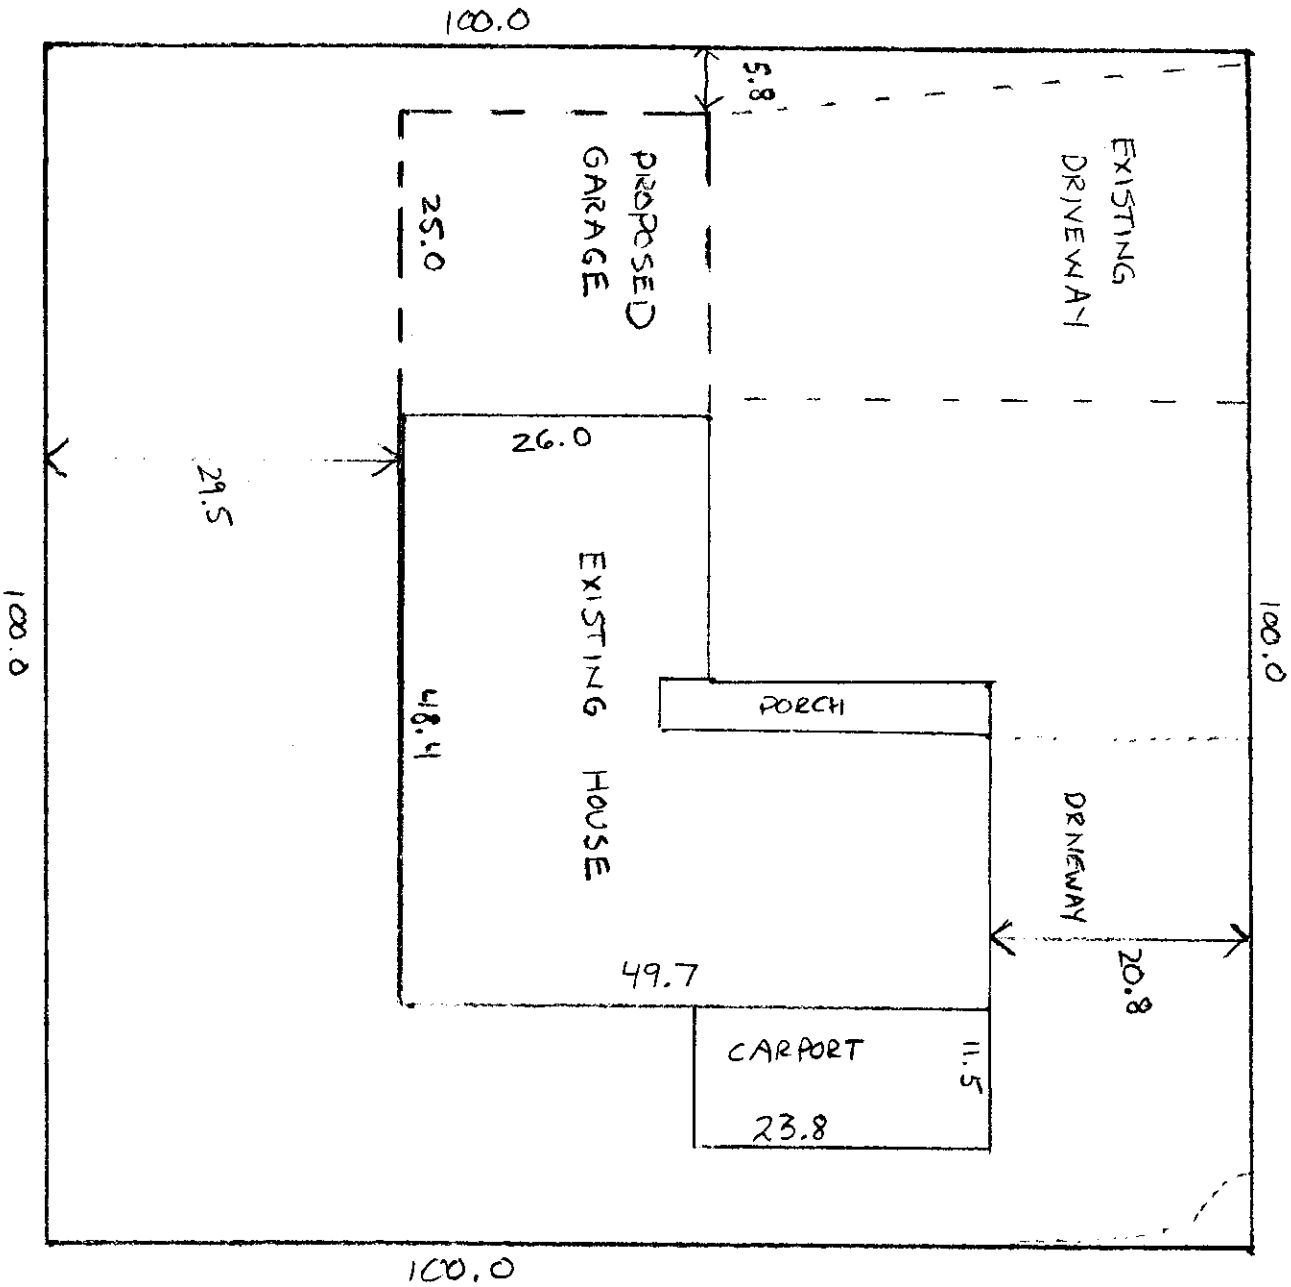 100.0
5.8
EXISTING
DRIVEWAY
PROPOSED
GARAGE
25.0
26.0
29.5
EXISTING HOUSE
48.4
PORCH
100.0
100.0
DRIVEWAY
20.8
49.7
CARPORT
11.5
23.8
100.0